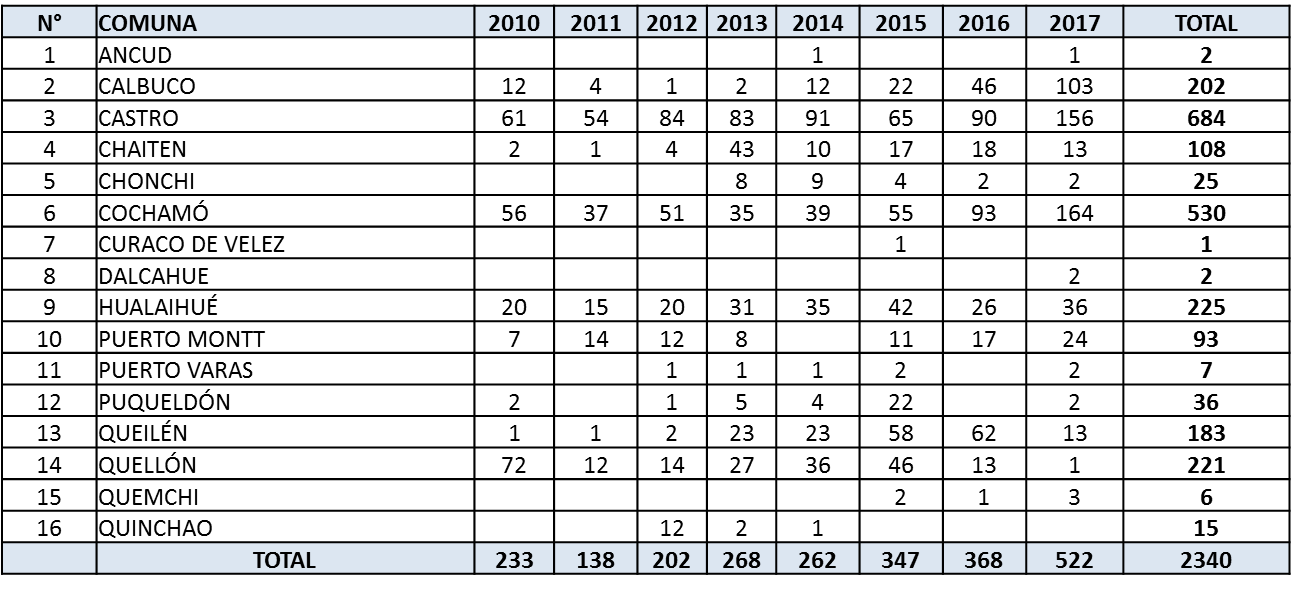 N° COMUNA 2010 2011 2012 2013 2014 2015 2016 2017 TOTAL
1 ANCUD 1 1 2
2 CALBUCO 12 4 1 2 12 22 46 103 202
3 CASTRO 61 54 84 83 91 65 90 156 684
4 CHAITEN 2 1 4 43 10 17 18 13 108
5 CHONCHI 8 9 4 2 2 25
6 COCHAMÓ 56 37 51 35 39 55 93 164 530
7 CURACO DE VELEZ 1 1
8 DALCAHUE 2 2
9 HUALAIHUÉ 20 15 20 31 35 42 26 36 225
10 PUERTO MONTT 7 14 12 8 11 17 24 93
11 PUERTO VARAS 1 1 1 2 2 7
12 PUQUELDÓN 2 1 5 4 22 2 36
13 QUEILÉN 1 1 2 23 23 58 62 13 183
14 QUELLÓN 72 12 14 27 36 46 13 1 221
15 QUEMCHI 2 1 3 6
16 QUINCHAO 12 2 1 15
TOTAL 233 138 202 268 262 347 368 522 2340